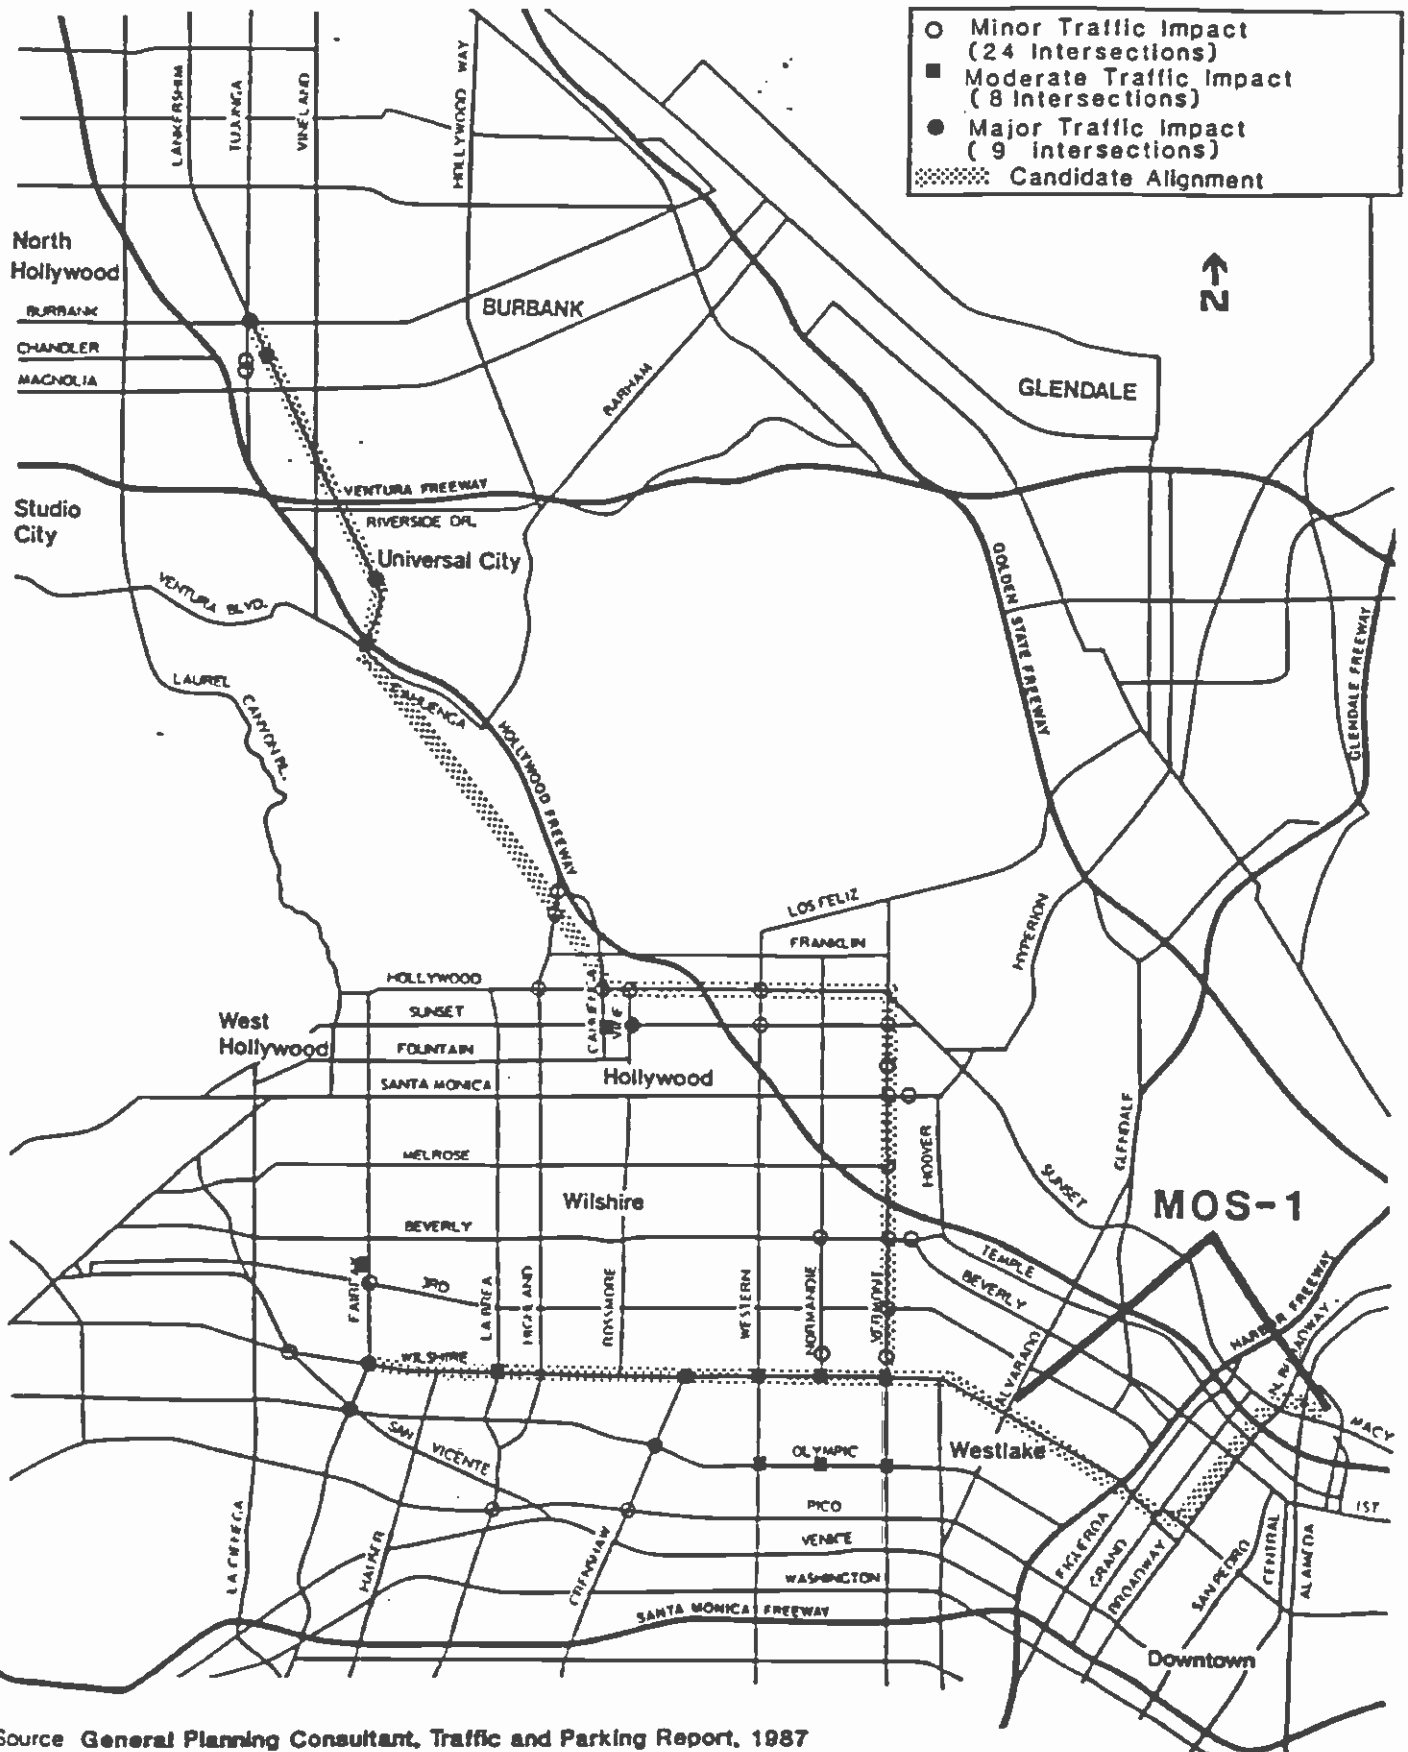 Minor Traffic Impact
(24 Intersections)
Moderate Traffic Impact
( 8 Intersections)
Major Traffic Impact
( 9 Intersections)
Candidate Alignment
N
LANKERSHIM
TUJUNGA
VINELAND
HOLLYWOOD WAY
North
Hollywood
BURBANK
CHANDLER
MAGNOLIA
BURBANK
BARHAM
GLENDALE
VENTURA FREEWAY
RIVERSIDE DR.
Studio
City
Universal City
VENTURA BLVD.
GOLDEN STATE FREEWAY
GLENDALE FREEWAY
LAUREL CANYON PL.
CAHUENGA
HOLLYWOOD FREEWAY
LOS FELIZ
FRANKLIN
HYPERION
HOLLYWOOD
SUNSET
FOUNTAIN
SANTA MONICA
West
Hollywood
CAHUENGA
VINE
Hollywood
MELROSE
HOOVER
GLENDALE
SUNSET
Wilshire
BEVERLY
MOS-1
TEMPLE
BEVERLY
3RD
FAIRFAX
LA BREA
HIGHLAND
ROSSMORE
WESTERN
NORMANDIE
VERMONT
ALVARADO
HARBOR FREEWAY
N. BROADWAY
WILSHIRE
MACY
SAN VICENTE
OLYMPIC
Westlake
PICO
1ST
VENICE
WASHINGTON
SANTA MONICA FREEWAY
LA CIENEGA
HAUSER
CRENSHAW
FIGUEROA
GRAND
BROADWAY
SAN PEDRO
CENTRAL
ALAMEDA
Downtown
Source General Planning Consultant, Traffic and Parking Report, 1987